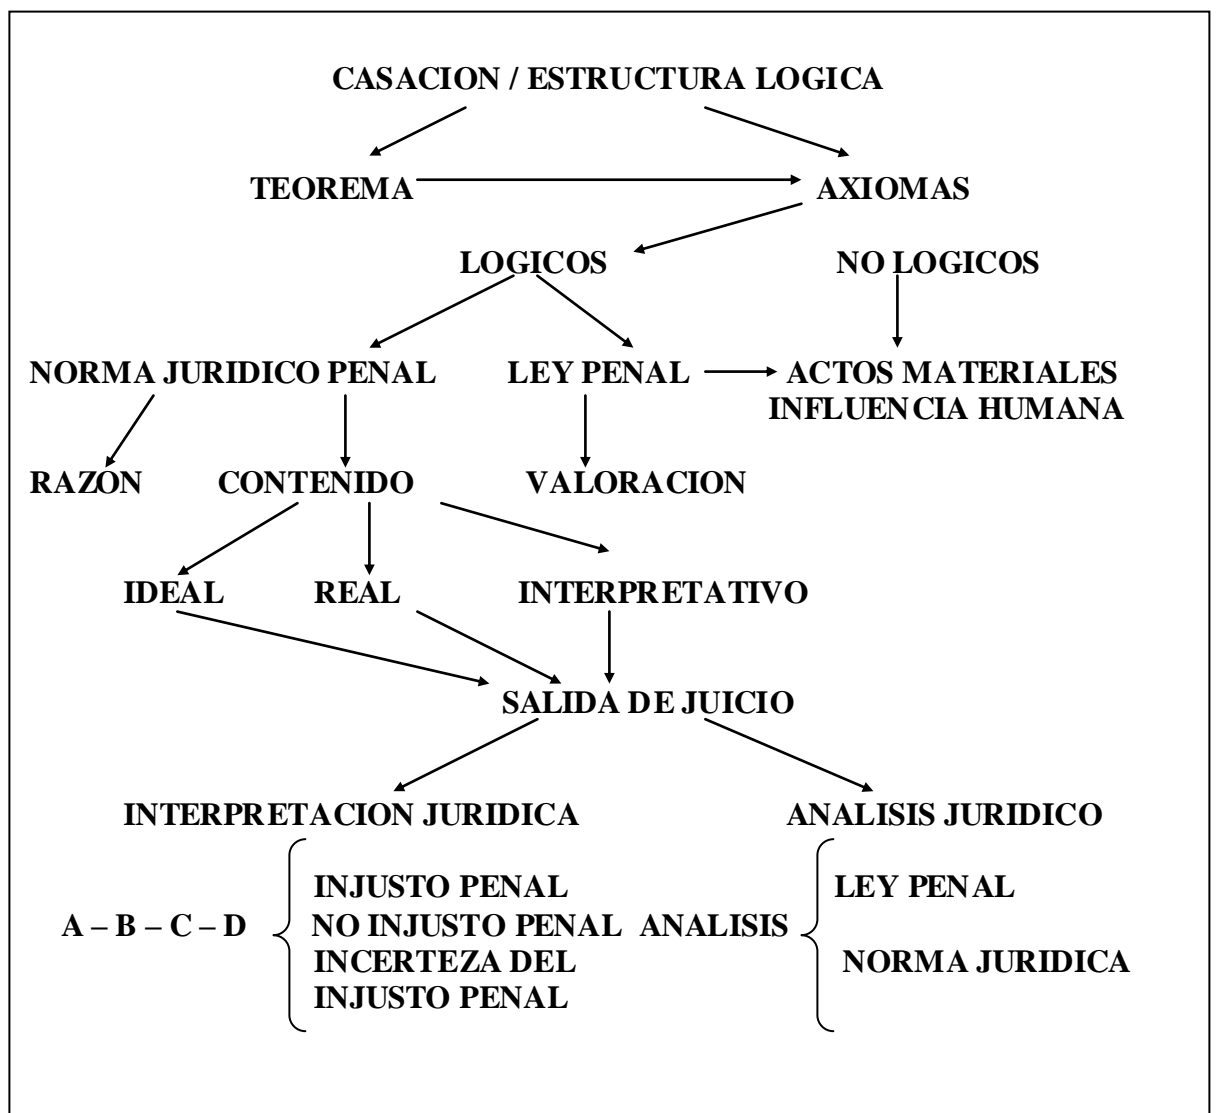 CASACION / ESTRUCTURA LOGICA
TEOREMA AXIOMAS
LOGICOS NO LOGICOS
NORMA JURIDICO PENAL LEY PENAL ACTOS MATERIALES
INFLUENCIA HUMANA
RAZON CONTENIDO VALORACION
IDEAL REAL INTERPRETATIVO
SALIDA DE JUICIO
INTERPRETACION JURIDICA ANALISIS JURIDICO
INJUSTO PENAL LEY PENAL
A – B – C – D NO INJUSTO PENAL ANALISIS
INCERTEZA DEL NORMA JURIDICA
INJUSTO PENAL